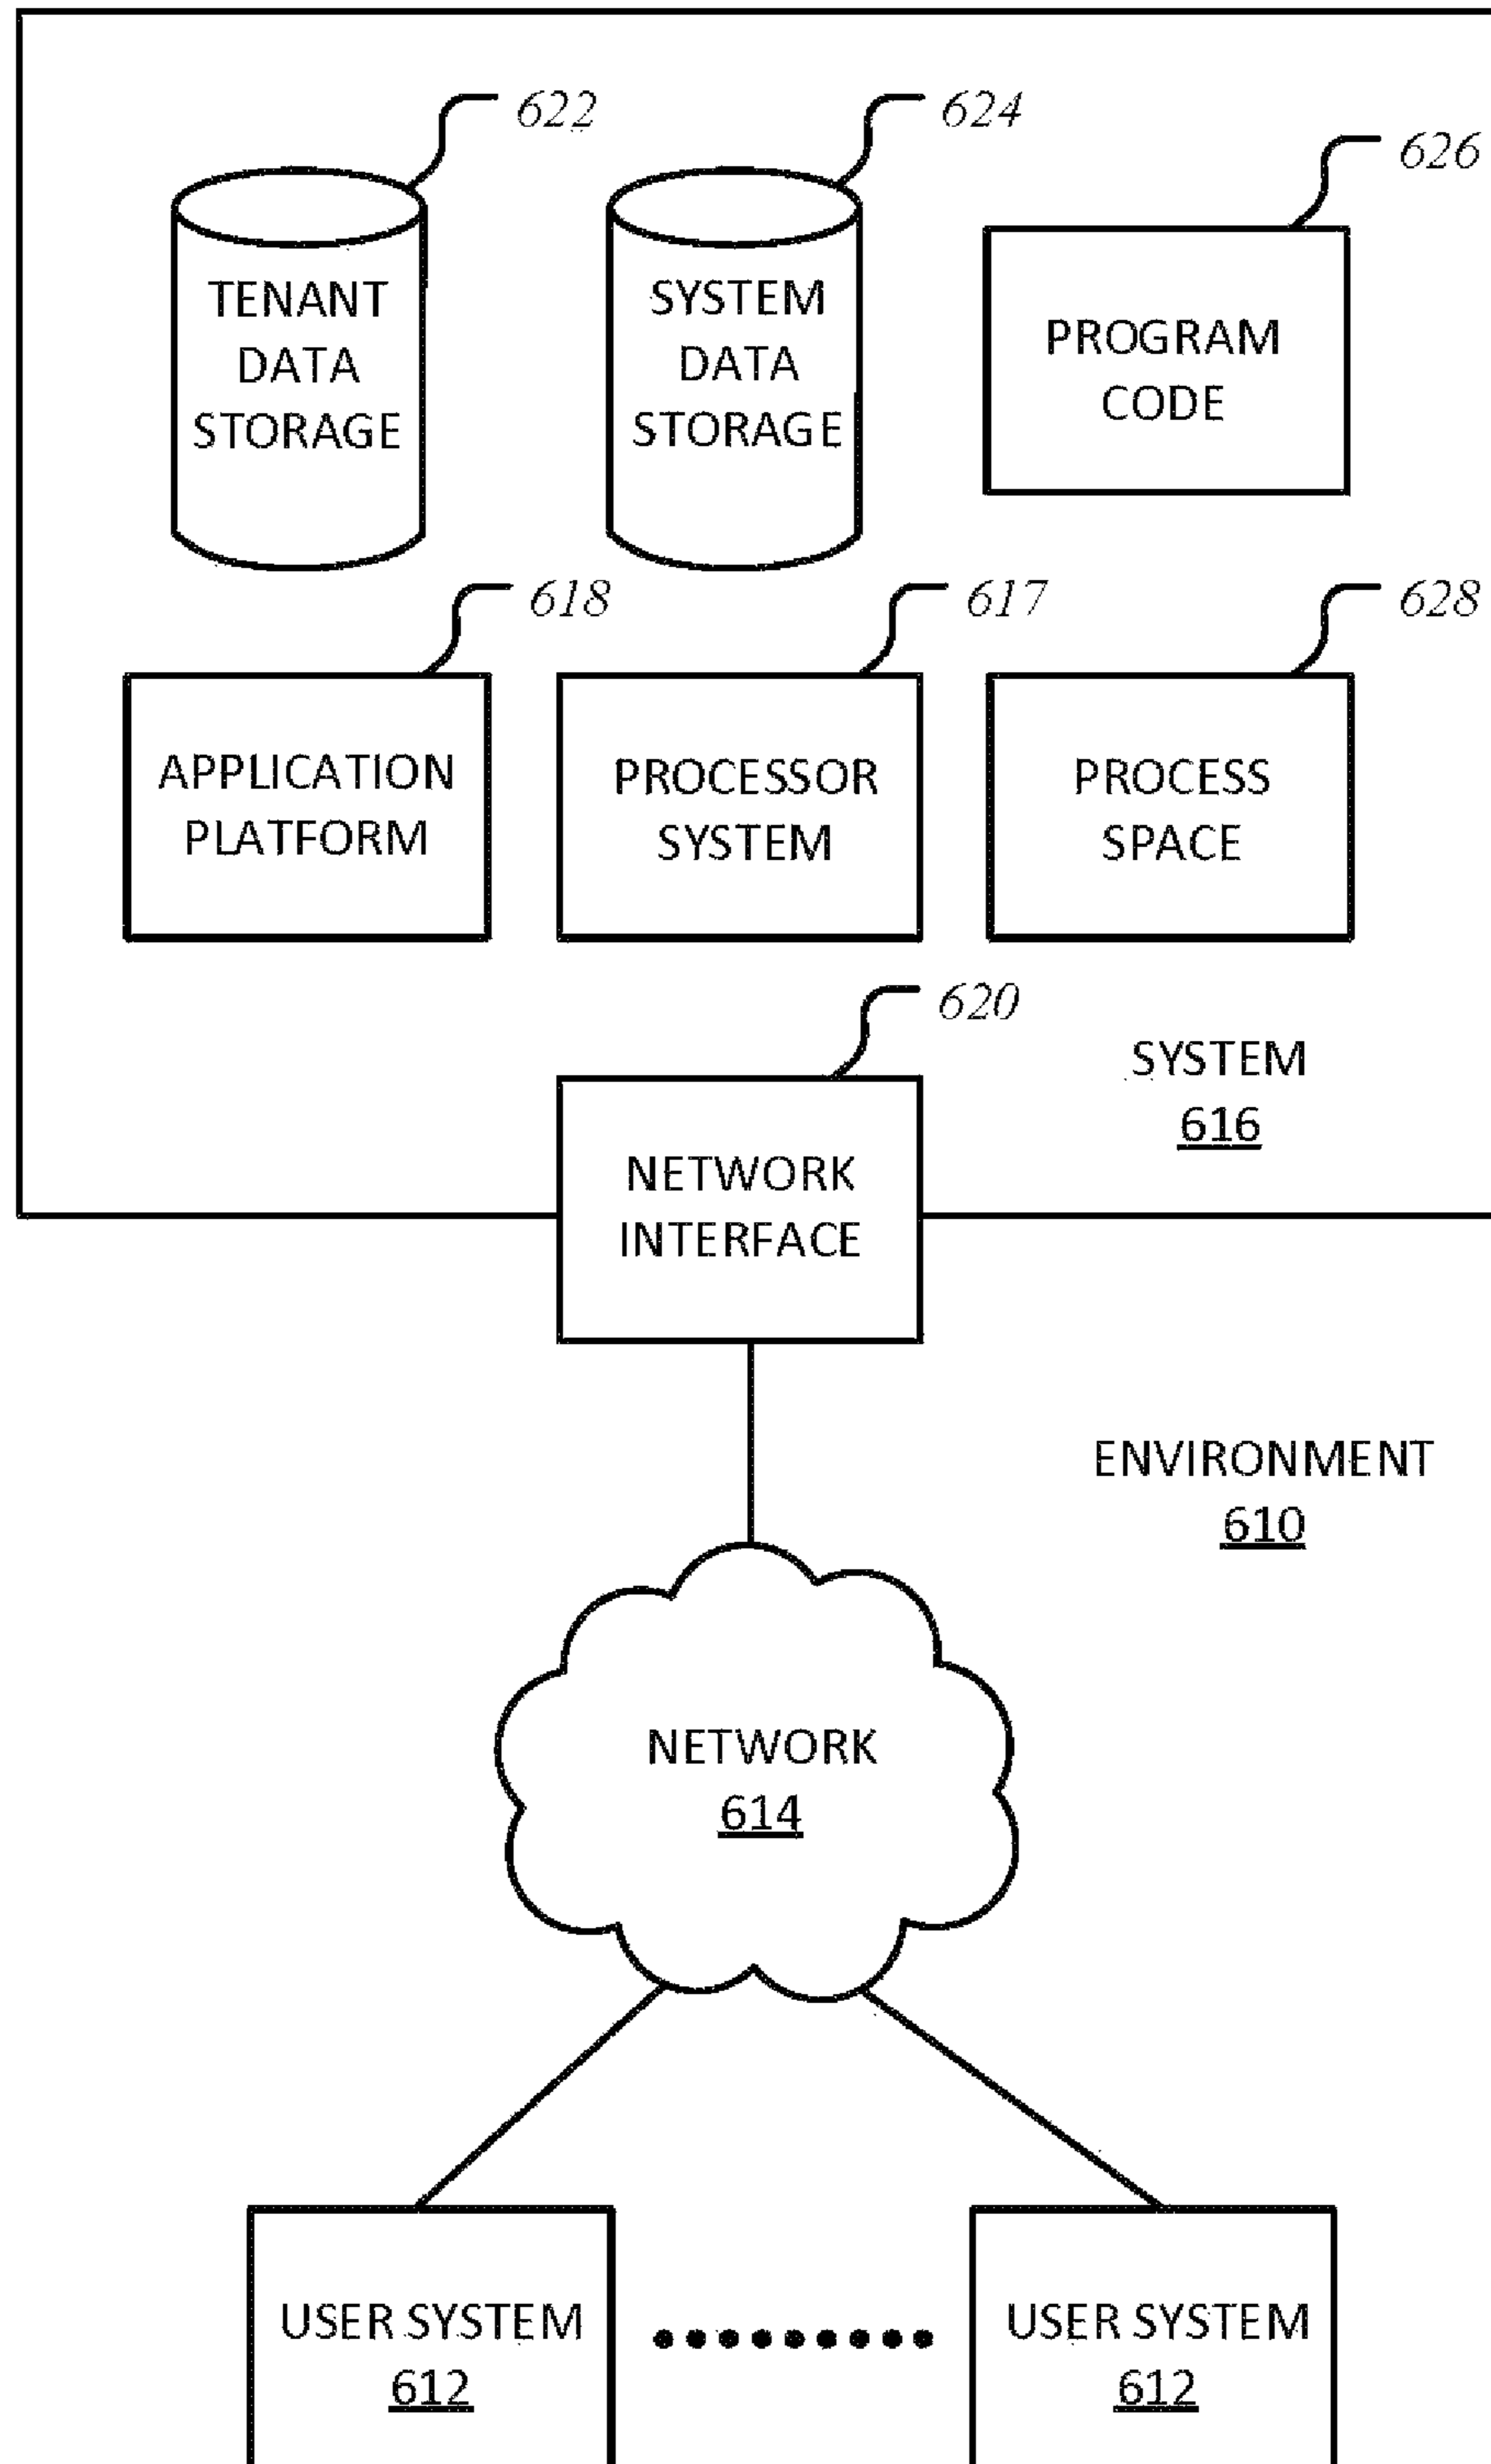 622
624
626
TENANT
DATA
STORAGE
SYSTEM
DATA
STORAGE
PROGRAM
CODE
618
617
628
APPLICATION
PLATFORM
PROCESSOR
SYSTEM
PROCESS
SPACE
620
SYSTEM
616
NETWORK
INTERFACE
ENVIRONMENT
610
NETWORK
614
USER SYSTEM
612
USER SYSTEM
612